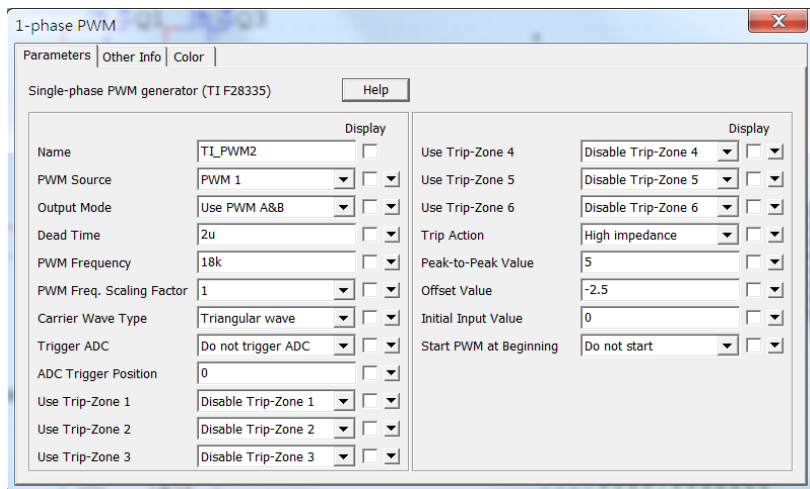 1-phase PWM
Parameters Other Info Color
Single-phase PWM generator (TI F28335) Help
Display
Name TI_PWM2
PWM Source PWM 1
Output Mode Use PWM A&B
Dead Time 2u
PWM Frequency 18k
PWM Freq. Scaling Factor 1
Carrier Wave Type Triangular wave
Trigger ADC Do not trigger ADC
ADC Trigger Position 0
Use Trip-Zone 1 Disable Trip-Zone 1
Use Trip-Zone 2 Disable Trip-Zone 2
Use Trip-Zone 3 Disable Trip-Zone 3
Display
Use Trip-Zone 4 Disable Trip-Zone 4
Use Trip-Zone 5 Disable Trip-Zone 5
Use Trip-Zone 6 Disable Trip-Zone 6
Trip Action High impedance
Peak-to-Peak Value 5
Offset Value -2.5
Initial Input Value 0
Start PWM at Beginning Do not start